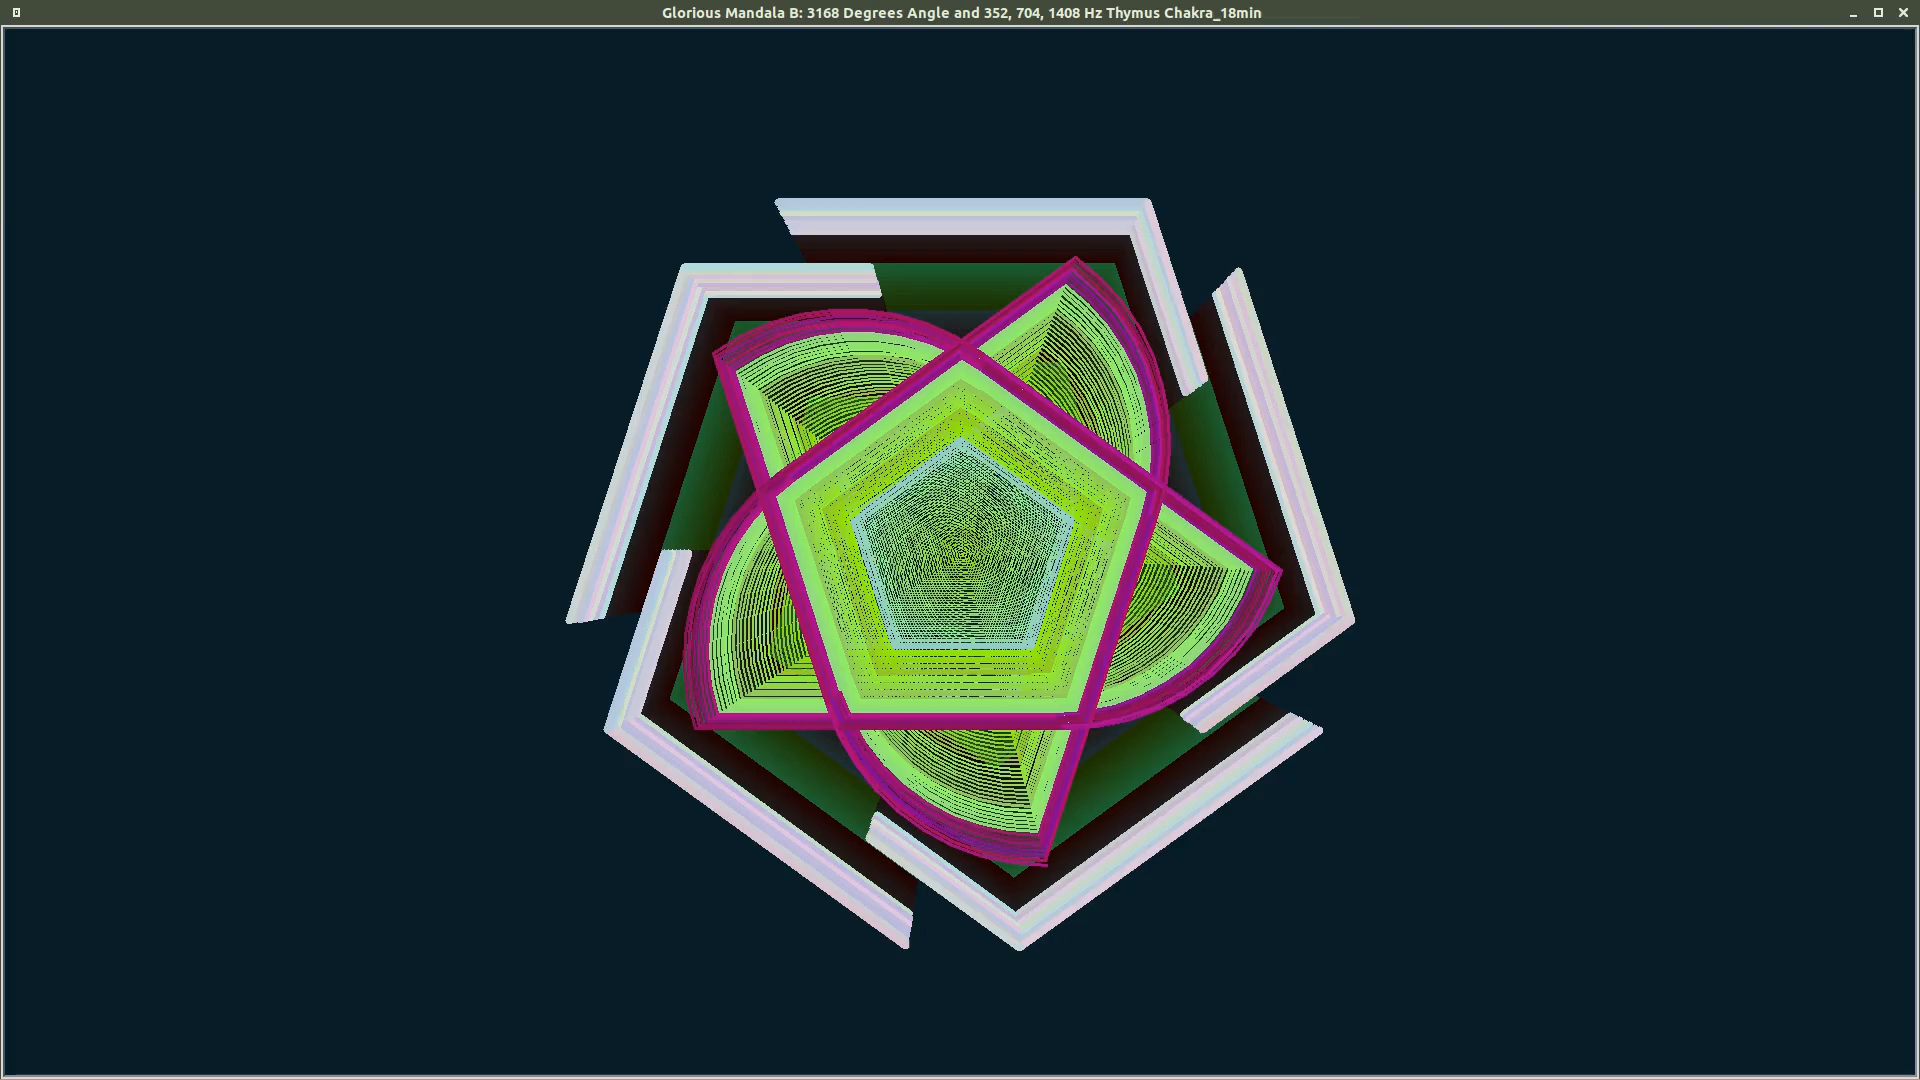 Glorious Mandala B: 3168 Degrees Angle and 352, 704, 1408 Hz Thymus Chakra_18min